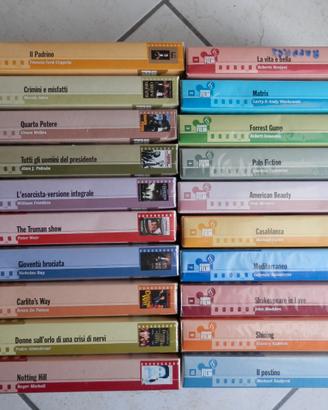 Il Padrino
Francis Ford Coppola
Crimini e misfatti
Woody Allen
Quarto Potere
Orson Welles
Tutti gli uomini del presidente
Alan J. Pakula
L'esorcista-versione integrale
William Friedkin
The Truman show
Peter Weir
Gioventù bruciata
Nicholas Ray
Carlito's Way
Brian De Palma
Donne sull'orlo di una crisi di nervi
Pedro Almodóvar
Notting Hill
Roger Michell
La vita è bella
Roberto Benigni
Matrix
Larry & Andy Wachowski
Forrest Gump
Robert Zemeckis
Pulp Fiction
Quentin Tarantino
American Beauty
Sam Mendes
Casablanca
Michael Curtiz
Mediterraneo
Gabriele Salvatores
Shakespeare in Love
John Madden
Shining
Stanley Kubrick
Il postino
Michael Radford